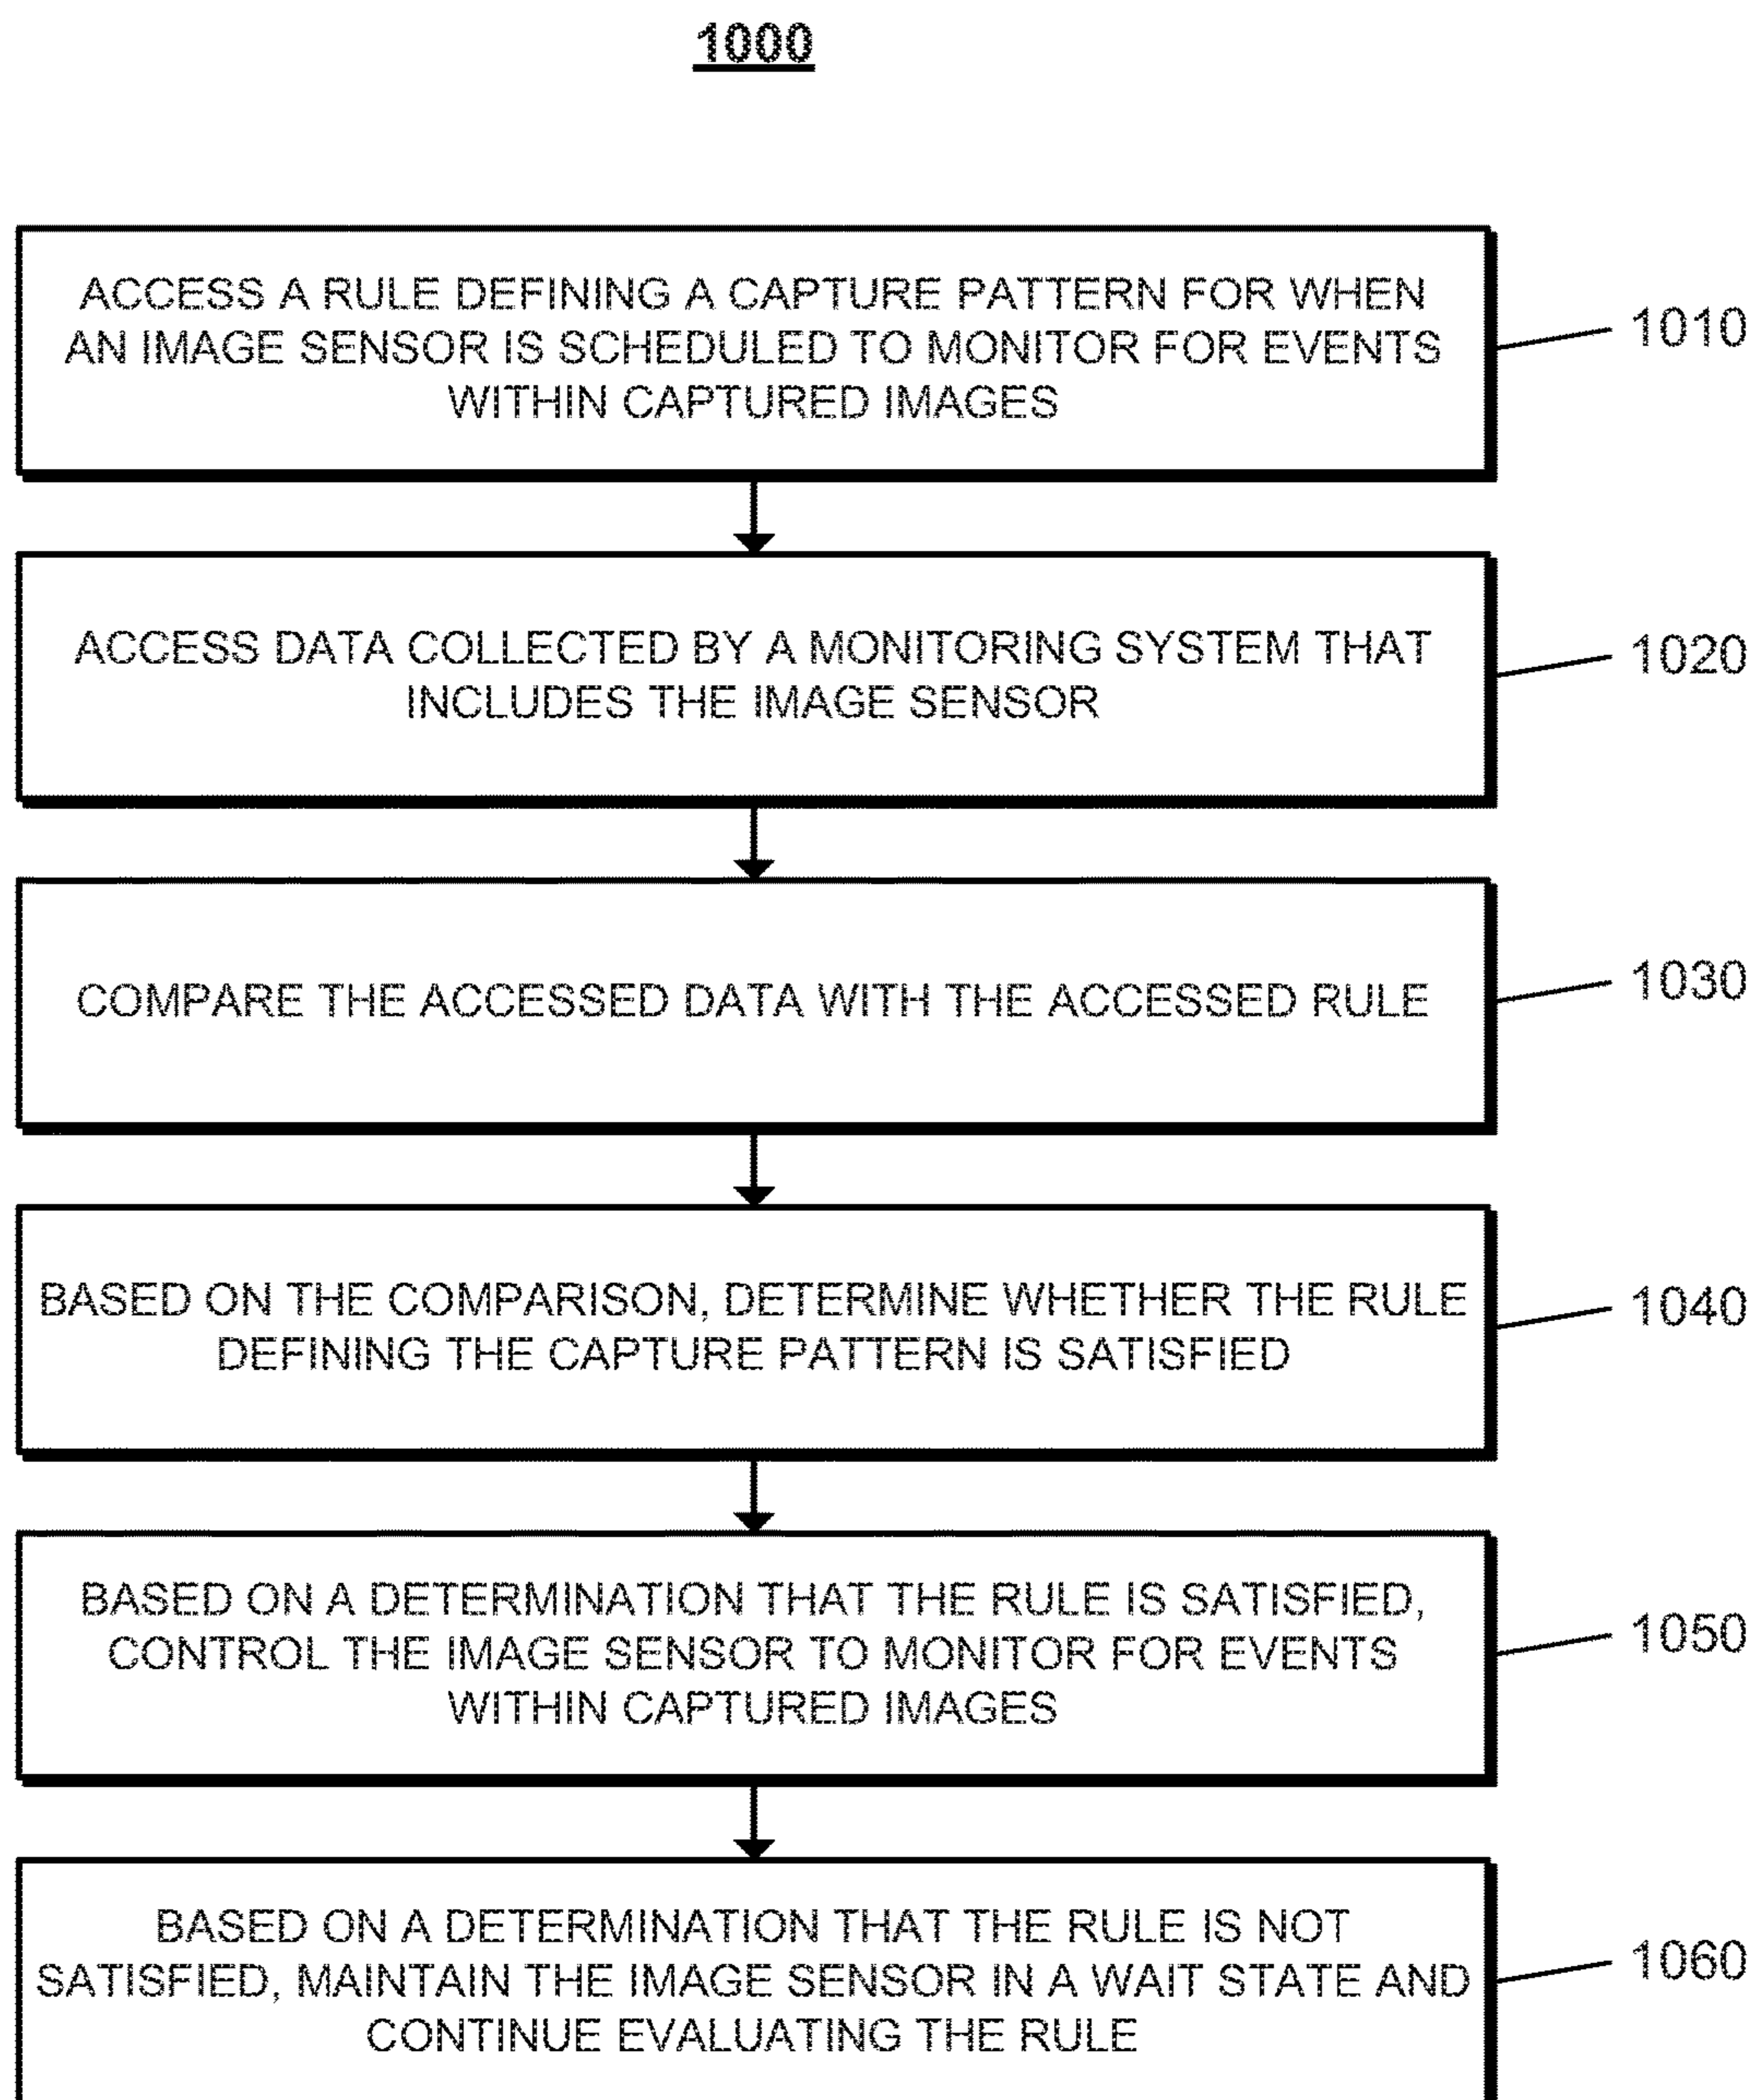 1000
ACCESS A RULE DEFINING A CAPTURE PATTERN FOR WHEN
AN IMAGE SENSOR IS SCHEDULED TO MONITOR FOR EVENTS
WITHIN CAPTURED IMAGES
1010
ACCESS DATA COLLECTED BY A MONITORING SYSTEM THAT
INCLUDES THE IMAGE SENSOR
1020
COMPARE THE ACCESSED DATA WITH THE ACCESSED RULE
1030
BASED ON THE COMPARISON, DETERMINE WHETHER THE RULE
DEFINING THE CAPTURE PATTERN IS SATISFIED
1040
BASED ON A DETERMINATION THAT THE RULE IS SATISFIED,
CONTROL THE IMAGE SENSOR TO MONITOR FOR EVENTS
WITHIN CAPTURED IMAGES
1050
BASED ON A DETERMINATION THAT THE RULE IS NOT
SATISFIED, MAINTAIN THE IMAGE SENSOR IN A WAIT STATE AND
CONTINUE EVALUATING THE RULE
1060